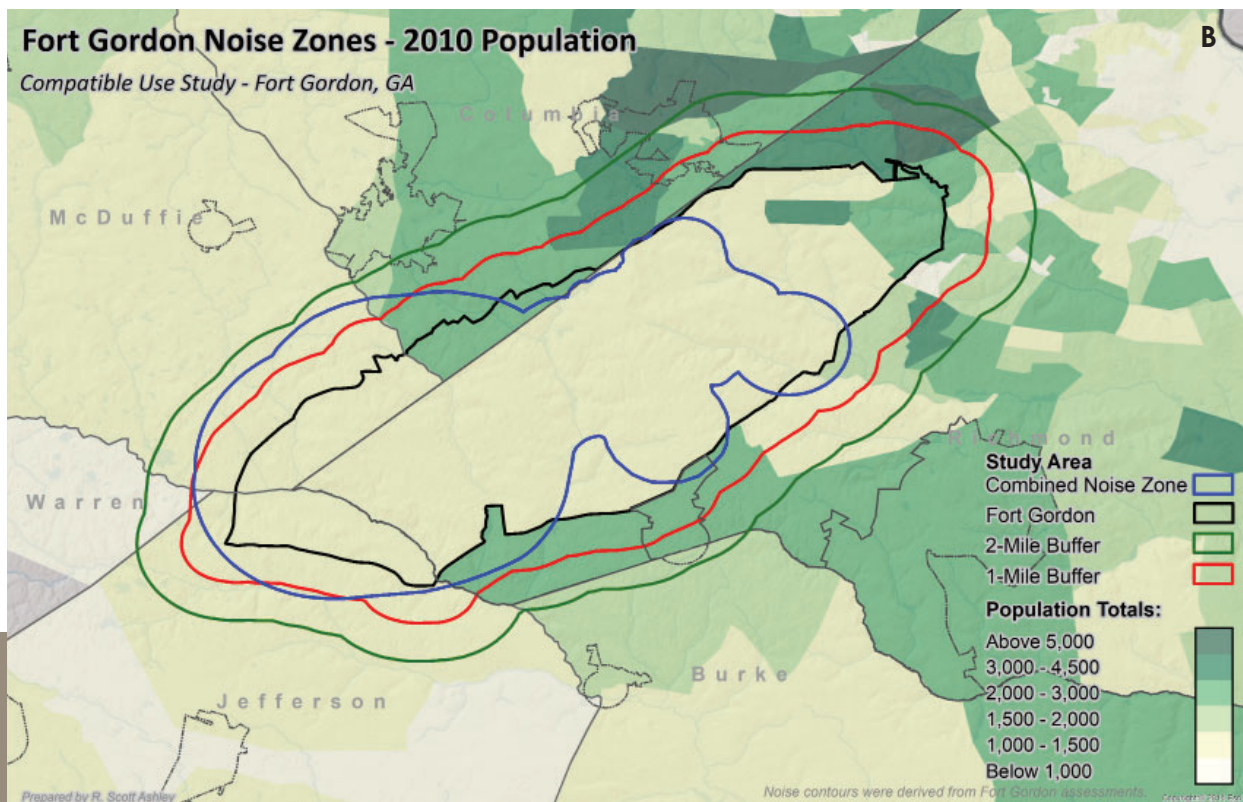 Fort Gordon Noise Zones - 2010 Population
B
Compatible Use Study - Fort Gordon, GA
Columbia
McDuffie
Warren
Richmond
Burke
Jefferson
Study Area
Combined Noise Zone
Fort Gordon
2-Mile Buffer
1-Mile Buffer
Population Totals:
Above 5,000
3,000 - 4,500
2,000 - 3,000
1,500 - 2,000
1,000 - 1,500
Below 1,000
Prepared by R. Scott Ashley
Noise contours were derived from Fort Gordon assessments.